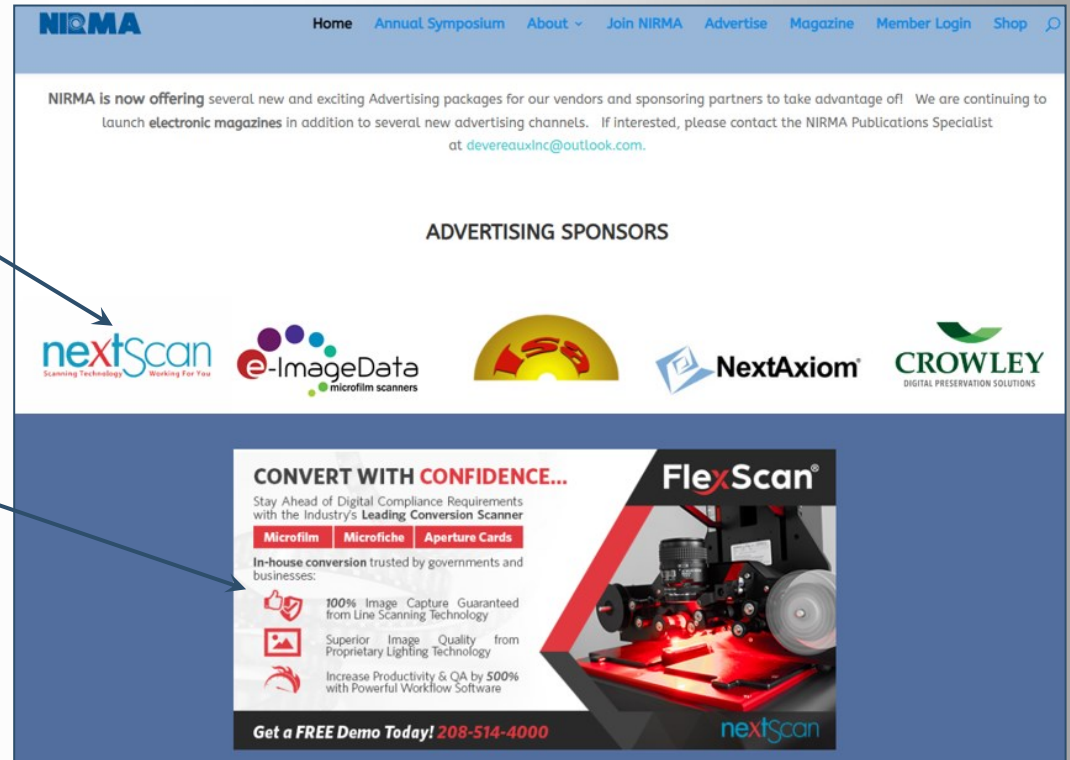 NIRMA
Home Annual Symposium About Join NIRMA Advertise Magazine Member Login Shop
NIRMA is now offering several new and exciting Advertising packages for our vendors and sponsoring partners to take advantage of! We are continuing to
launch electronic magazines in addition to several new advertising channels. If interested, please contact the NIRMA Publications Specialist
at devereauxInc@outlook.com.
ADVERTISING SPONSORS
nextScan
Scanning Technology Working For You
e-ImageData
microfilm scanners
ISA
NextAxiom®
CROWLEY
DIGITAL PRESERVATION SOLUTIONS
CONVERT WITH CONFIDENCE...
Stay Ahead of Digital Compliance Requirements
with the Industry's Leading Conversion Scanner
Microfilm Microfiche Aperture Cards
In-house conversion trusted by governments and
businesses:
100% Image Capture Guaranteed
from Line Scanning Technology
Superior Image Quality from
Proprietary Lighting Technology
Increase Productivity & QA by 500%
with Powerful Workflow Software
Get a FREE Demo Today! 208-514-4000
FlexScan®
nextScan